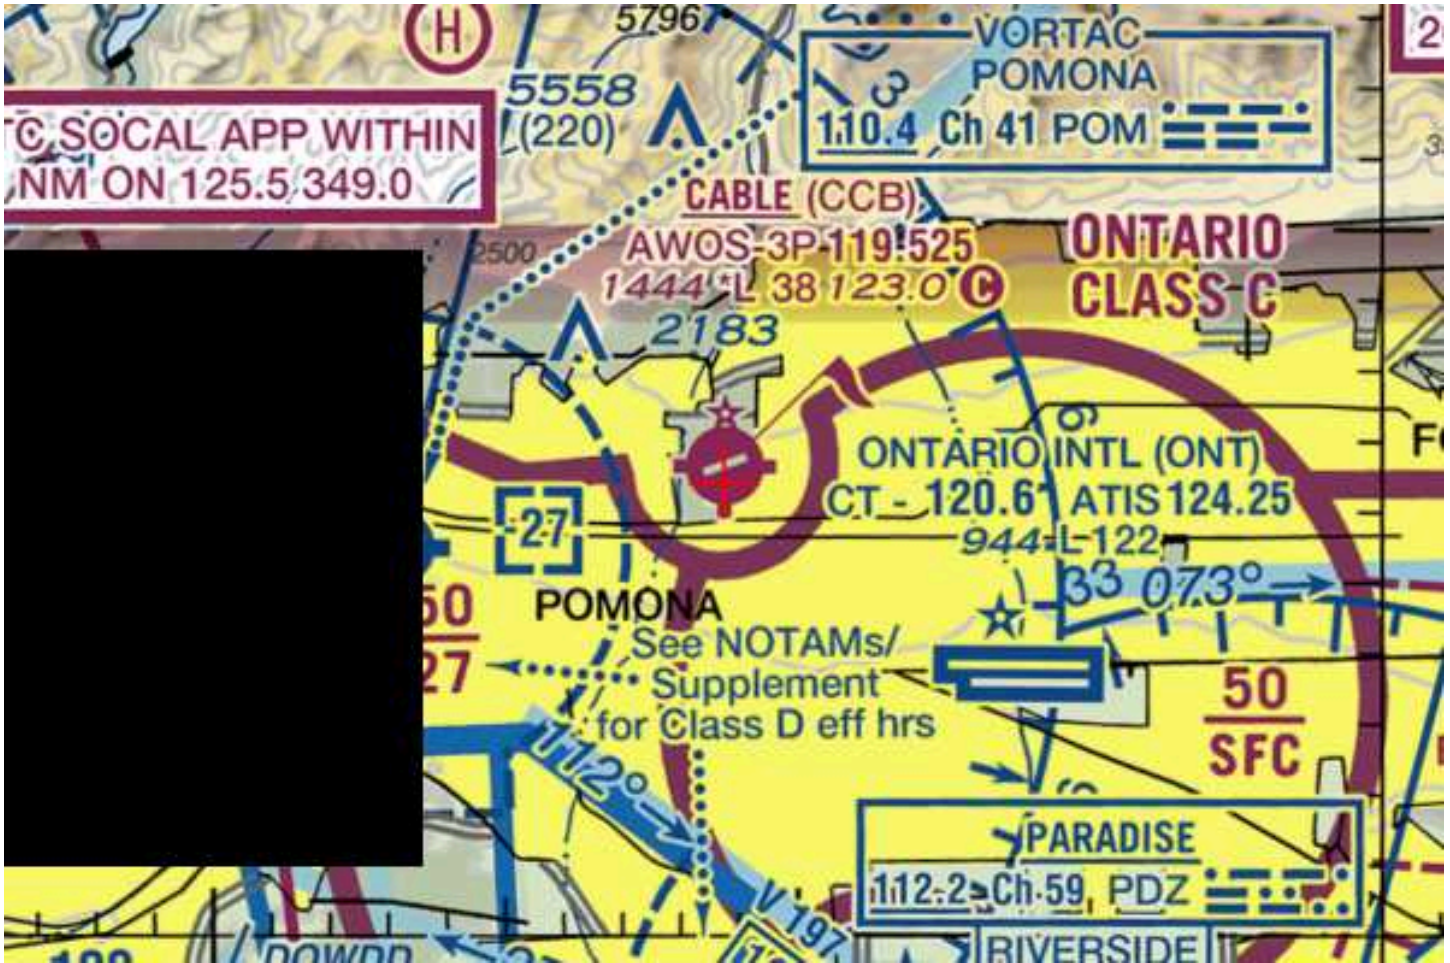 5796
H
VORTAC
POMONA
110.4 Ch 41 POM
5558
(220)
C SOCAL APP WITHIN
NM ON 125.5 349.0
CABLE (CCB)
AWOS-3P 119.525
1444 *L 38 123.0 C
ONTARIO
CLASS C
2500
2183
ONTARIO INTL (ONT)
CT - 120.6* ATIS 124.25
944 L 122
-27
33 073°
POMONA
See NOTAMs/
Supplement
for Class D eff hrs
27
50
SFC
112°
PARADISE
112.2 Ch 59 PDZ
V 197
RIVERSIDE